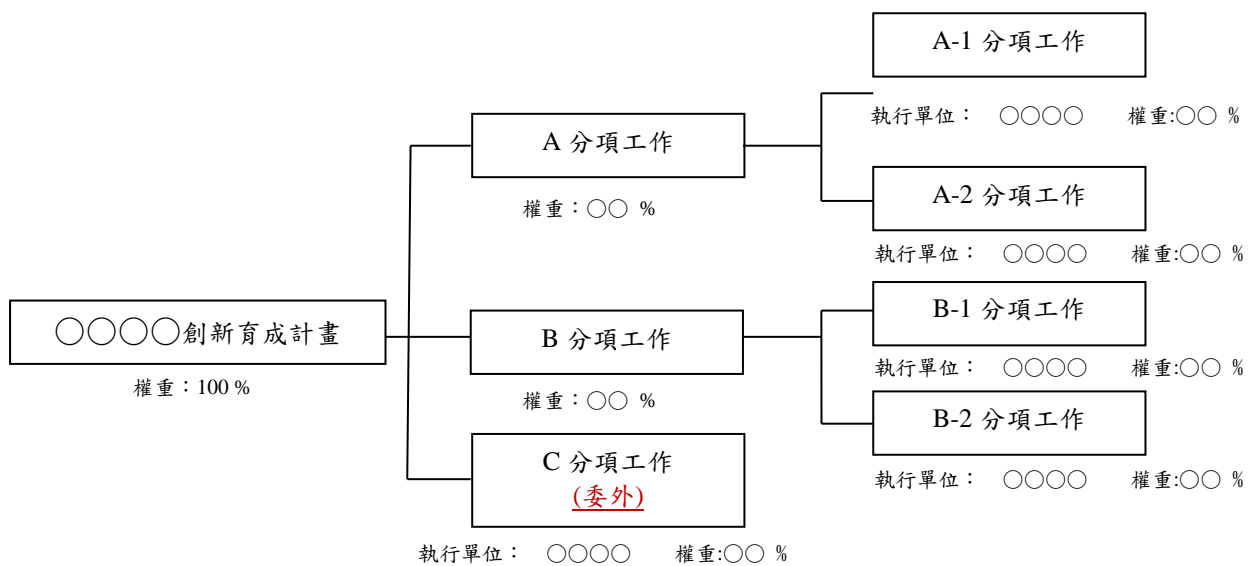 A-1 分項工作
執行單位： ○○○○ 權重:○○ %
A 分項工作
權重：○○ %
A-2 分項工作
執行單位： ○○○○ 權重:○○ %
○○○○創新育成計畫
權重：100 %
B 分項工作
權重：○○ %
B-1 分項工作
執行單位： ○○○○ 權重:○○ %
B-2 分項工作
執行單位： ○○○○ 權重:○○ %
C 分項工作
(委外)
執行單位： ○○○○ 權重:○○ %